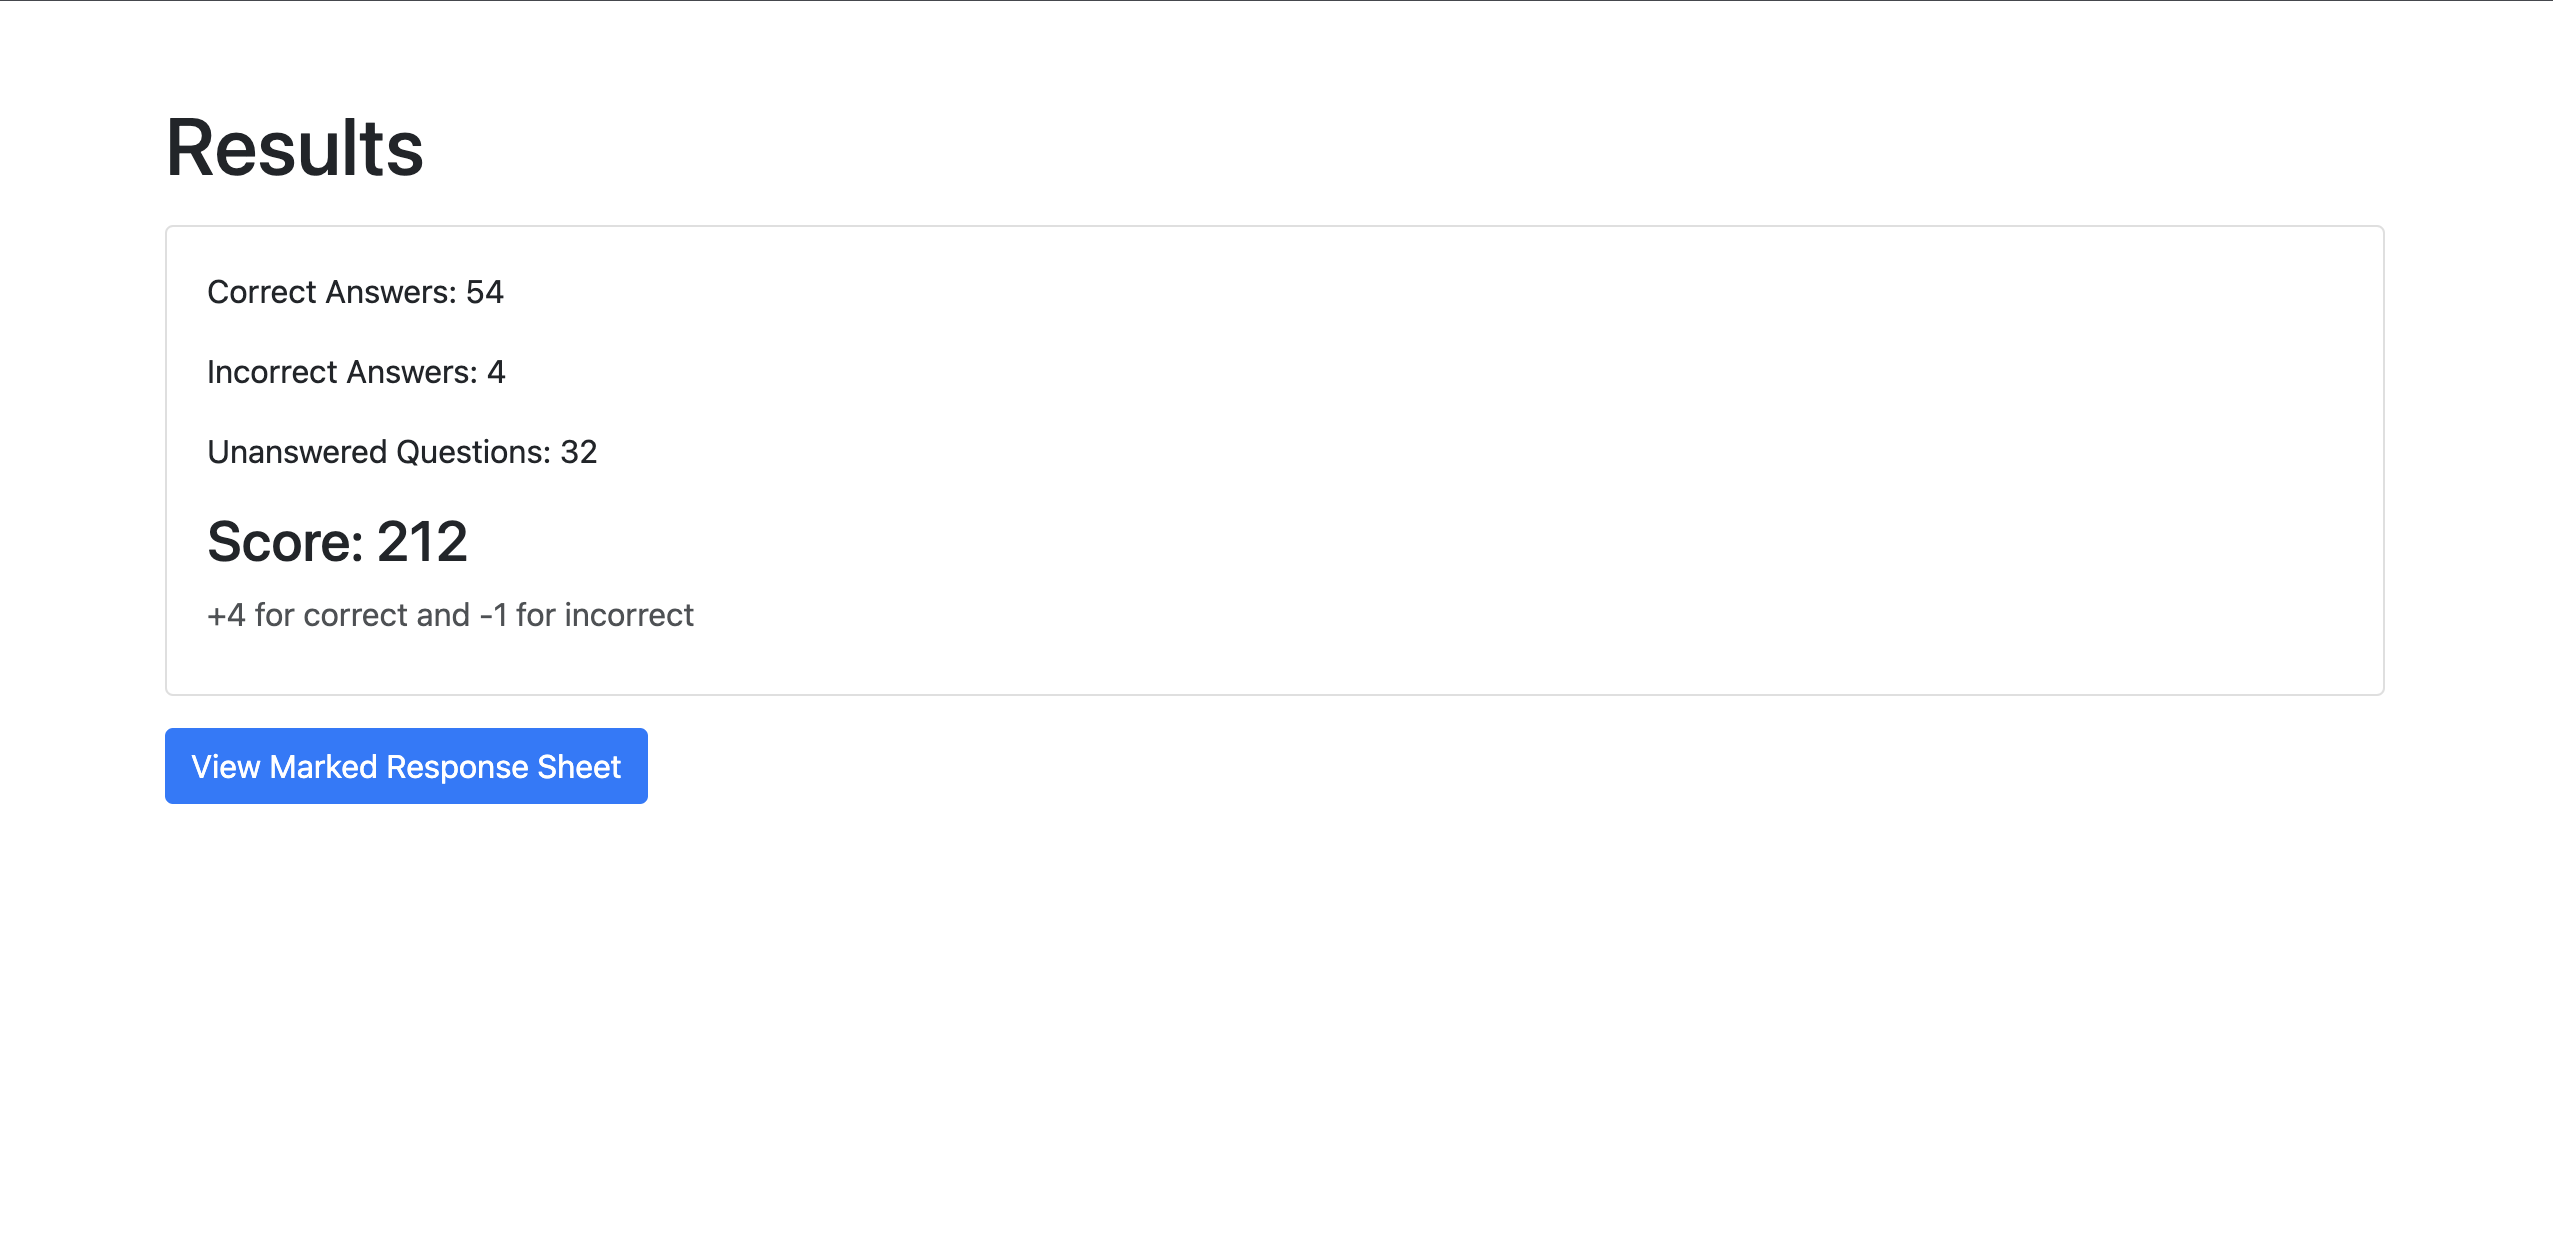 Results
Correct Answers: 54
Incorrect Answers: 4
Unanswered Questions: 32
Score: 212
+4 for correct and -1 for incorrect
View Marked Response Sheet